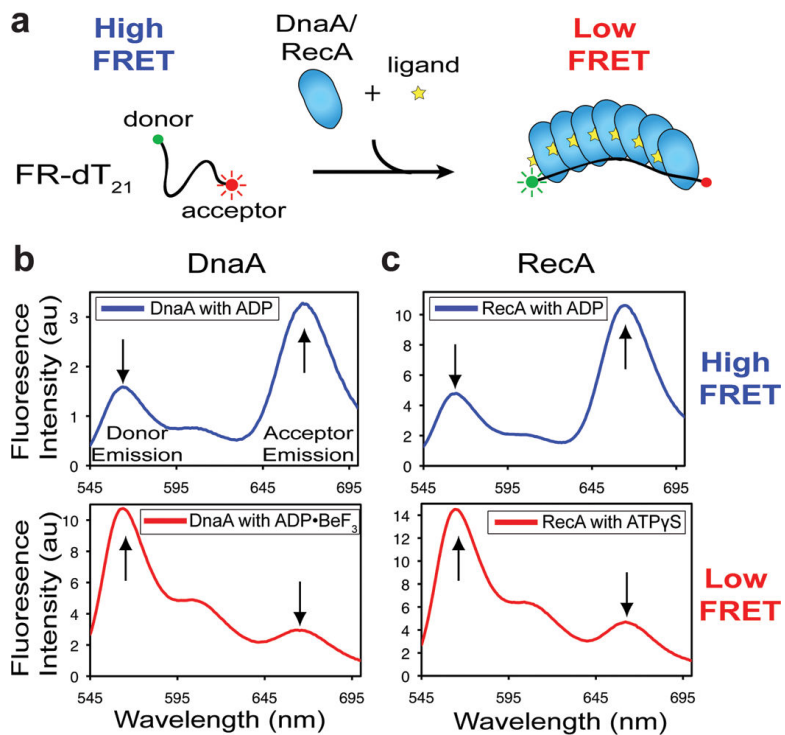 a
High
FRET
DnaA/
RecA
+
ligand
Low
FRET
donor
FR-dT21
acceptor
b
DnaA
c
RecA
Fluoresence
Intensity (au)
3
2
1
0
DnaA with ADP
Donor
Emission
Acceptor
Emission
545
595
645
695
10
8
6
4
2
0
RecA with ADP
545
595
645
695
High
FRET
Fluoresence
Intensity (au)
10
8
6
4
2
0
DnaA with ADP•BeF3
545
595
645
695
14
12
10
8
6
4
2
0
RecA with ATPγS
545
595
645
695
Low
FRET
Wavelength (nm)
Wavelength (nm)